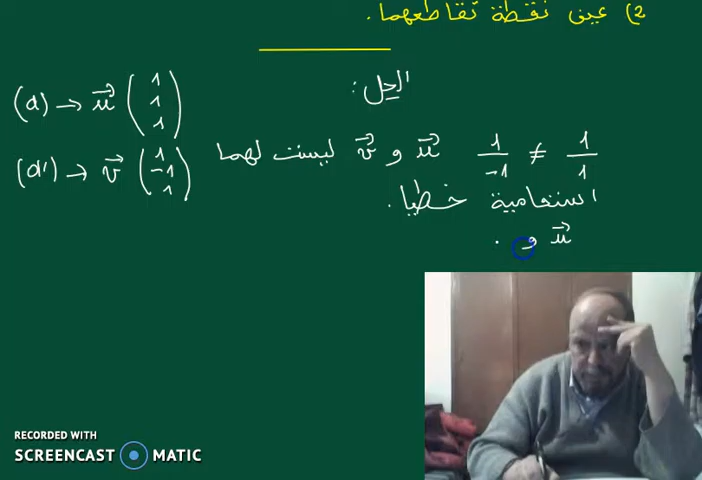 2) عين نقطة تقاطعهما.
الحل:
(d) → u⃗ (1 1 1)
(d') → v⃗ (1 -1 1)
1/1 ≠ 1/-1 u⃗ و v⃗ ليست لهما
استقامية خطيا.
u⃗ و .
RECORDED WITH
SCREENCAST MATIC